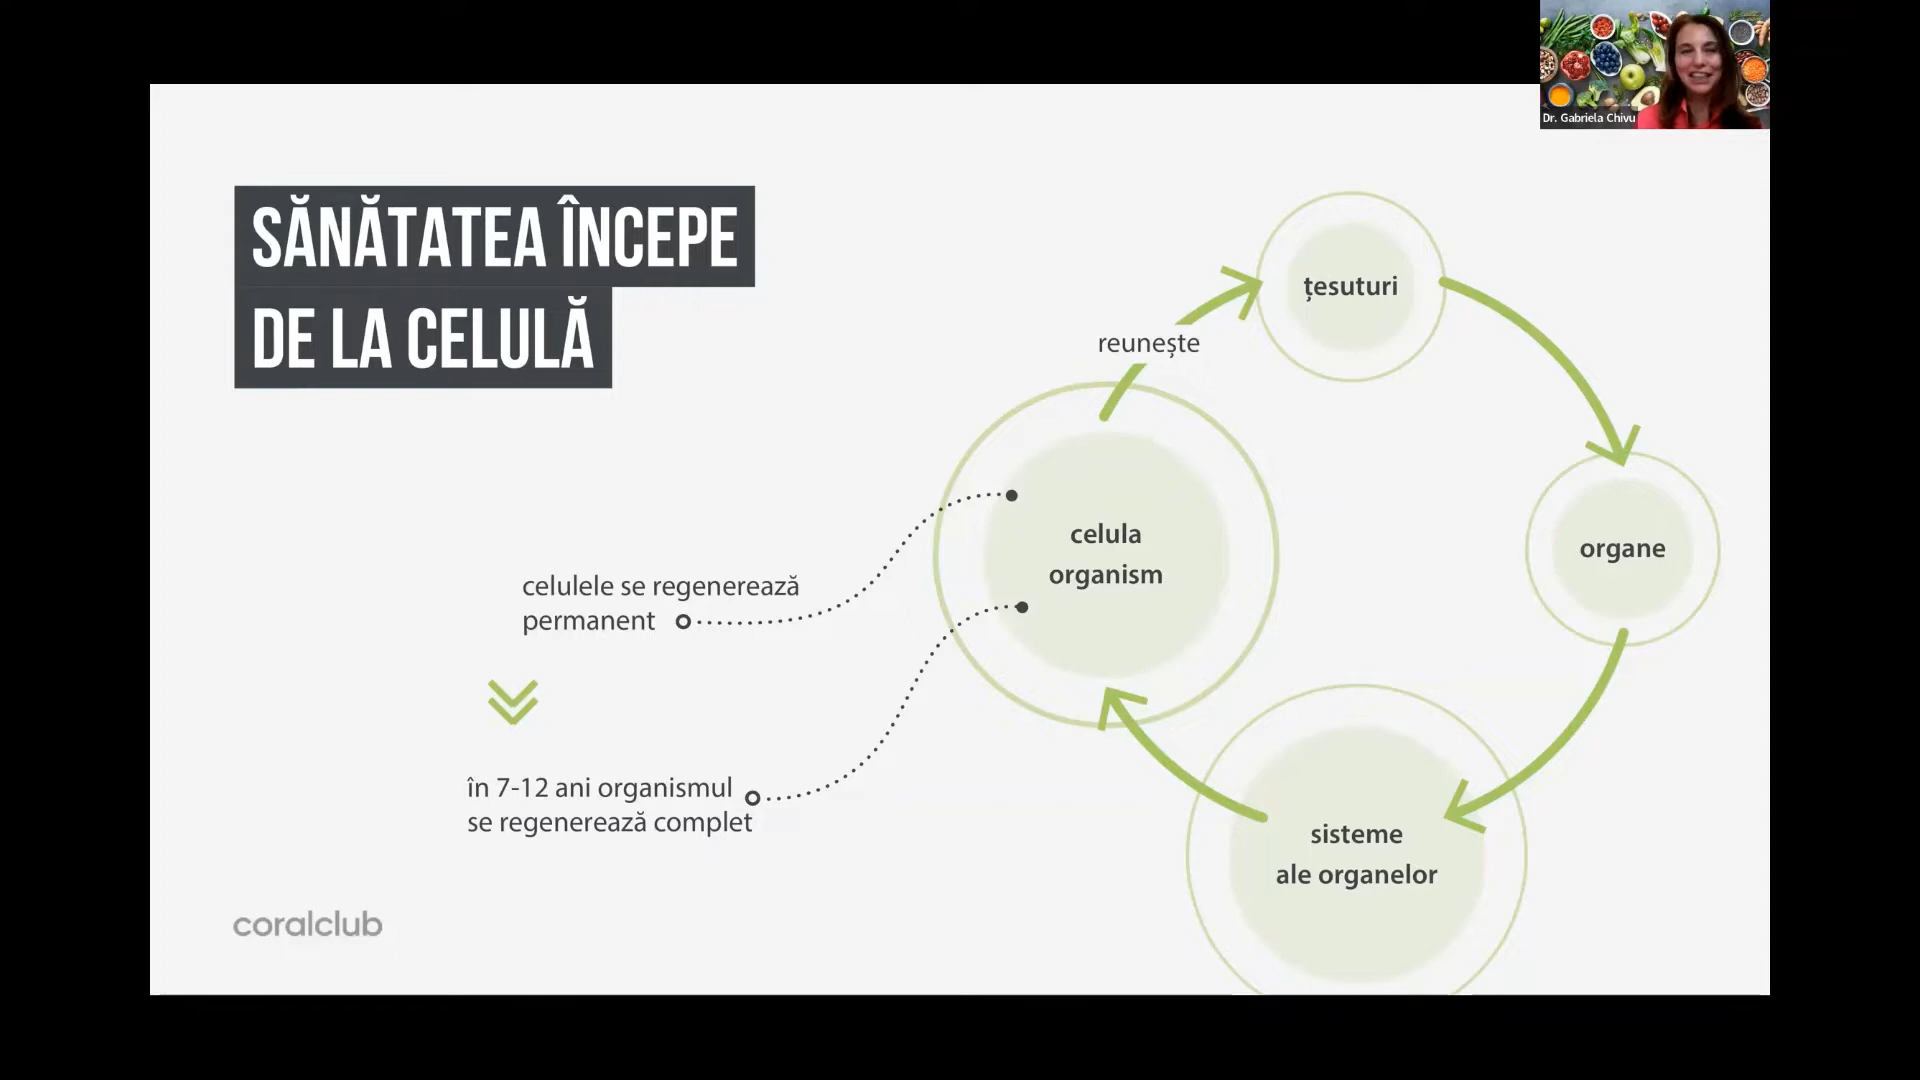 Dr. Gabriela Chivu
SĂNĂTATEA ÎNCEPE
DE LA CELULĂ
țesuturi
reunește
celula
organism
organe
celulele se regenerează
permanent
în 7-12 ani organismul
se regenerează complet
sisteme
ale organelor
coralclub